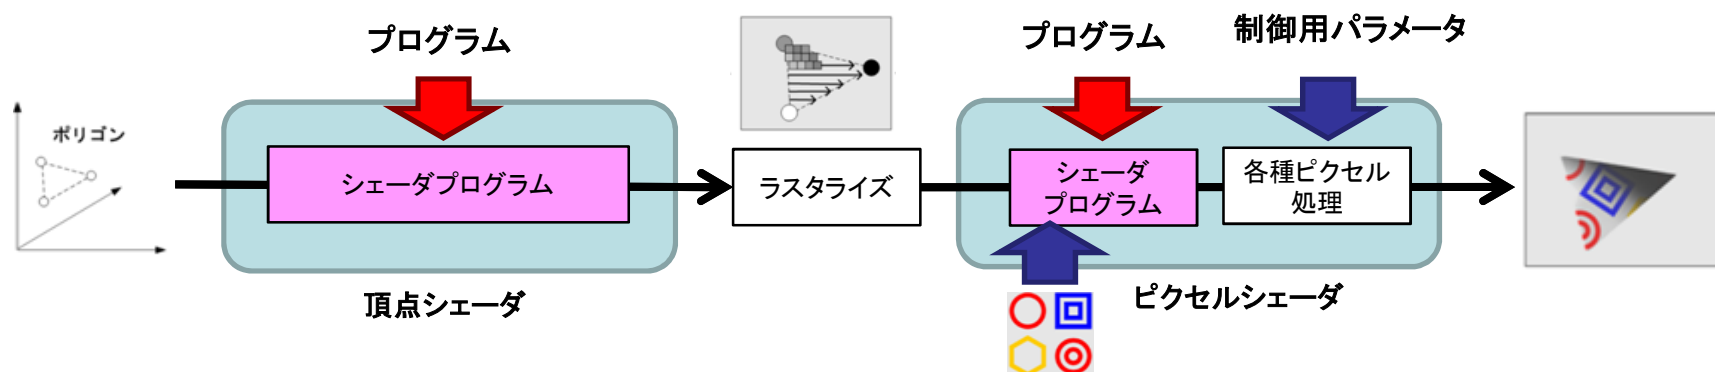 プログラム
プログラム
制御用パラメータ
ポリゴン
シェーダプログラム
ラスタライズ
シェーダ
プログラム
各種ピクセル
処理
頂点シェーダ
ピクセルシェーダ